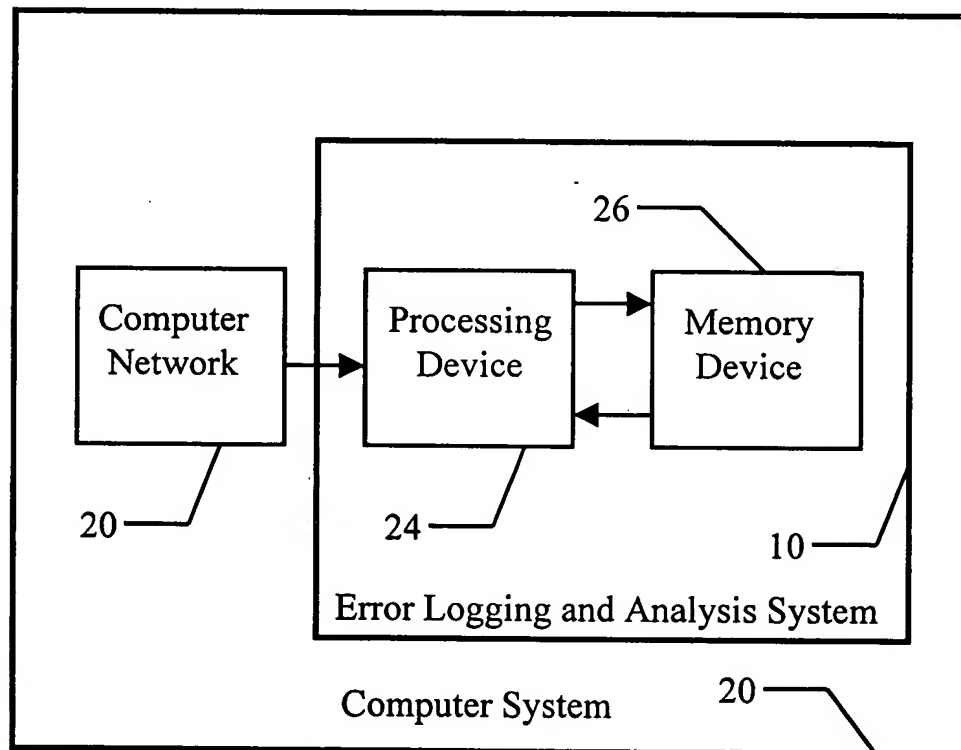 26
Computer
Network
Processing
Device
Memory
Device
20
24
10
Error Logging and Analysis System
Computer System
20